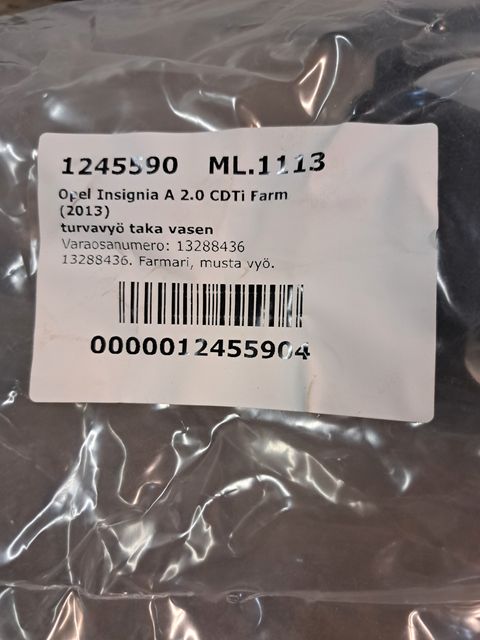 1245590 ML.1113
Opel Insignia A 2.0 CDTi Farm
(2013)
turvavyö taka vasen
Varaosanumero: 13288436
13288436. Farmari, musta vyö.
0000012455904